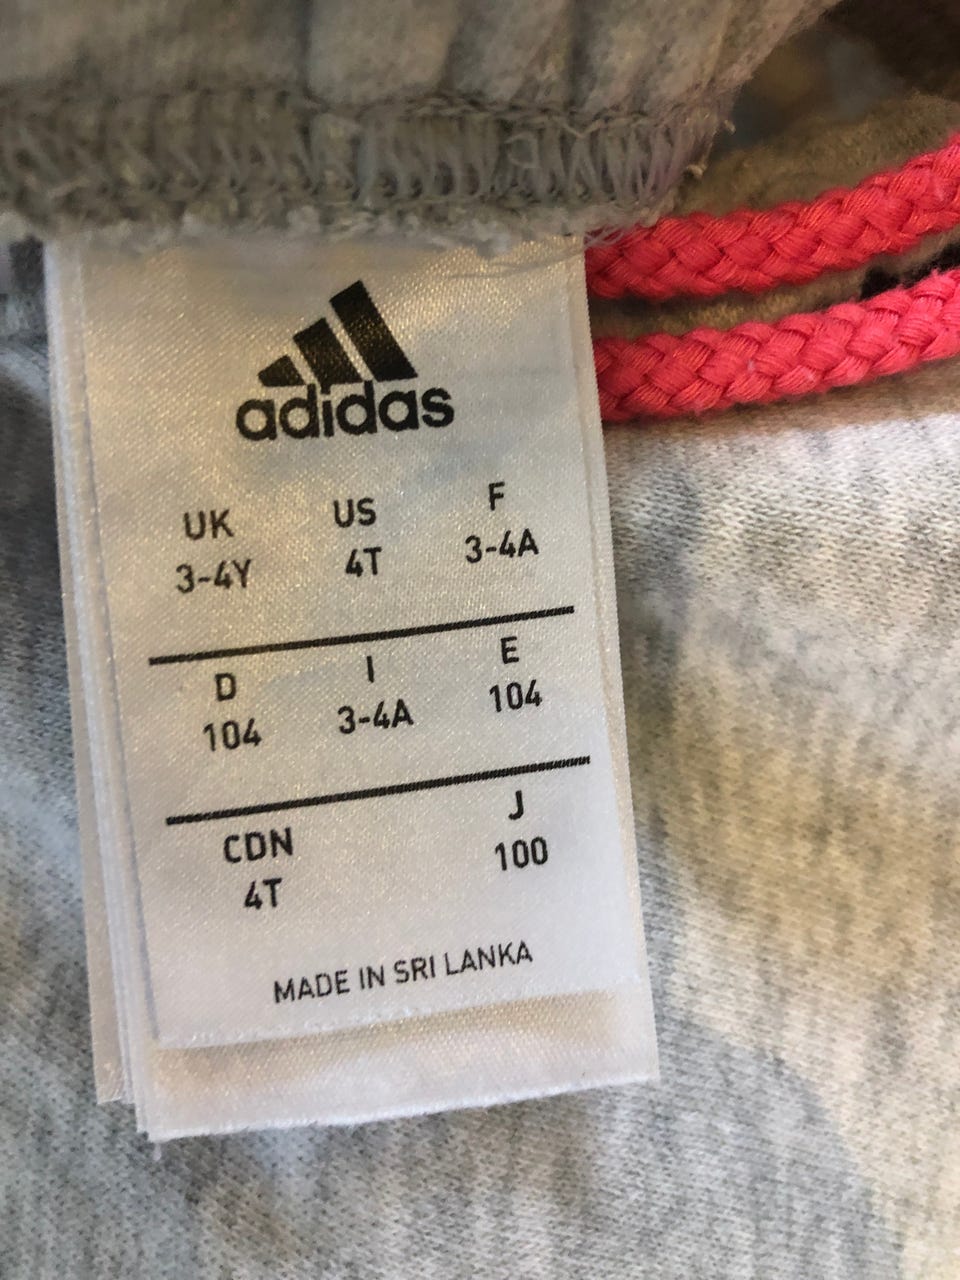 adidas
UK US F
3-4Y 4T 3-4A
D I E
104 3-4A 104
CDN J
4T 100
MADE IN SRI LANKA